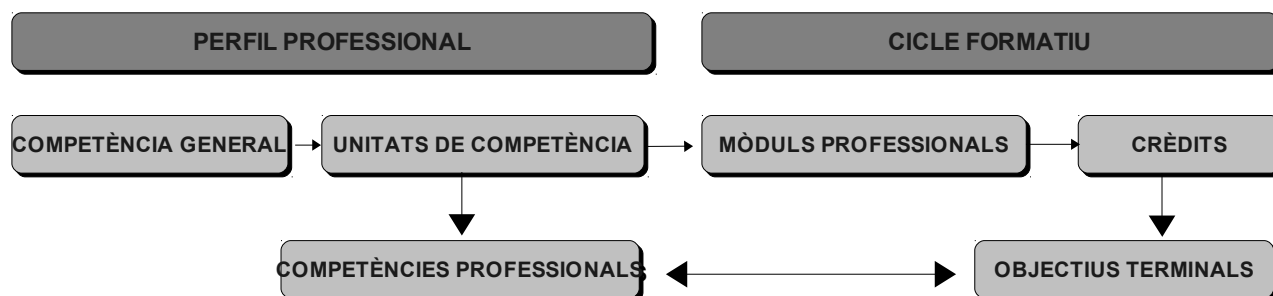 PERFIL PROFESSIONAL
CICLE FORMATIU
COMPETÈNCIA GENERAL
UNITATS DE COMPETÈNCIA
MÒDULS PROFESSIONALS
CRÈDITS
COMPETÈNCIES PROFESSIONALS
OBJECTIUS TERMINALS